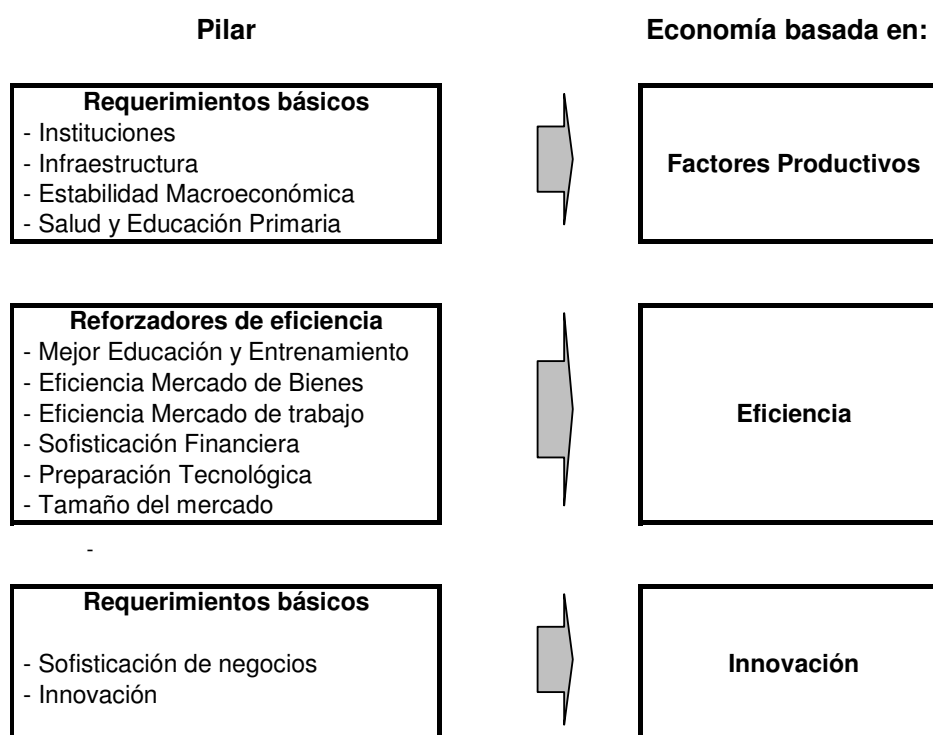 Pilar
Economía basada en:
Requerimientos básicos
- Instituciones
- Infraestructura
- Estabilidad Macroeconómica
- Salud y Educación Primaria
Factores Productivos
Reforzadores de eficiencia
- Mejor Educación y Entrenamiento
- Eficiencia Mercado de Bienes
- Eficiencia Mercado de trabajo
- Sofisticación Financiera
- Preparación Tecnológica
- Tamaño del mercado
Eficiencia
-
Requerimientos básicos
- Sofisticación de negocios
- Innovación
Innovación